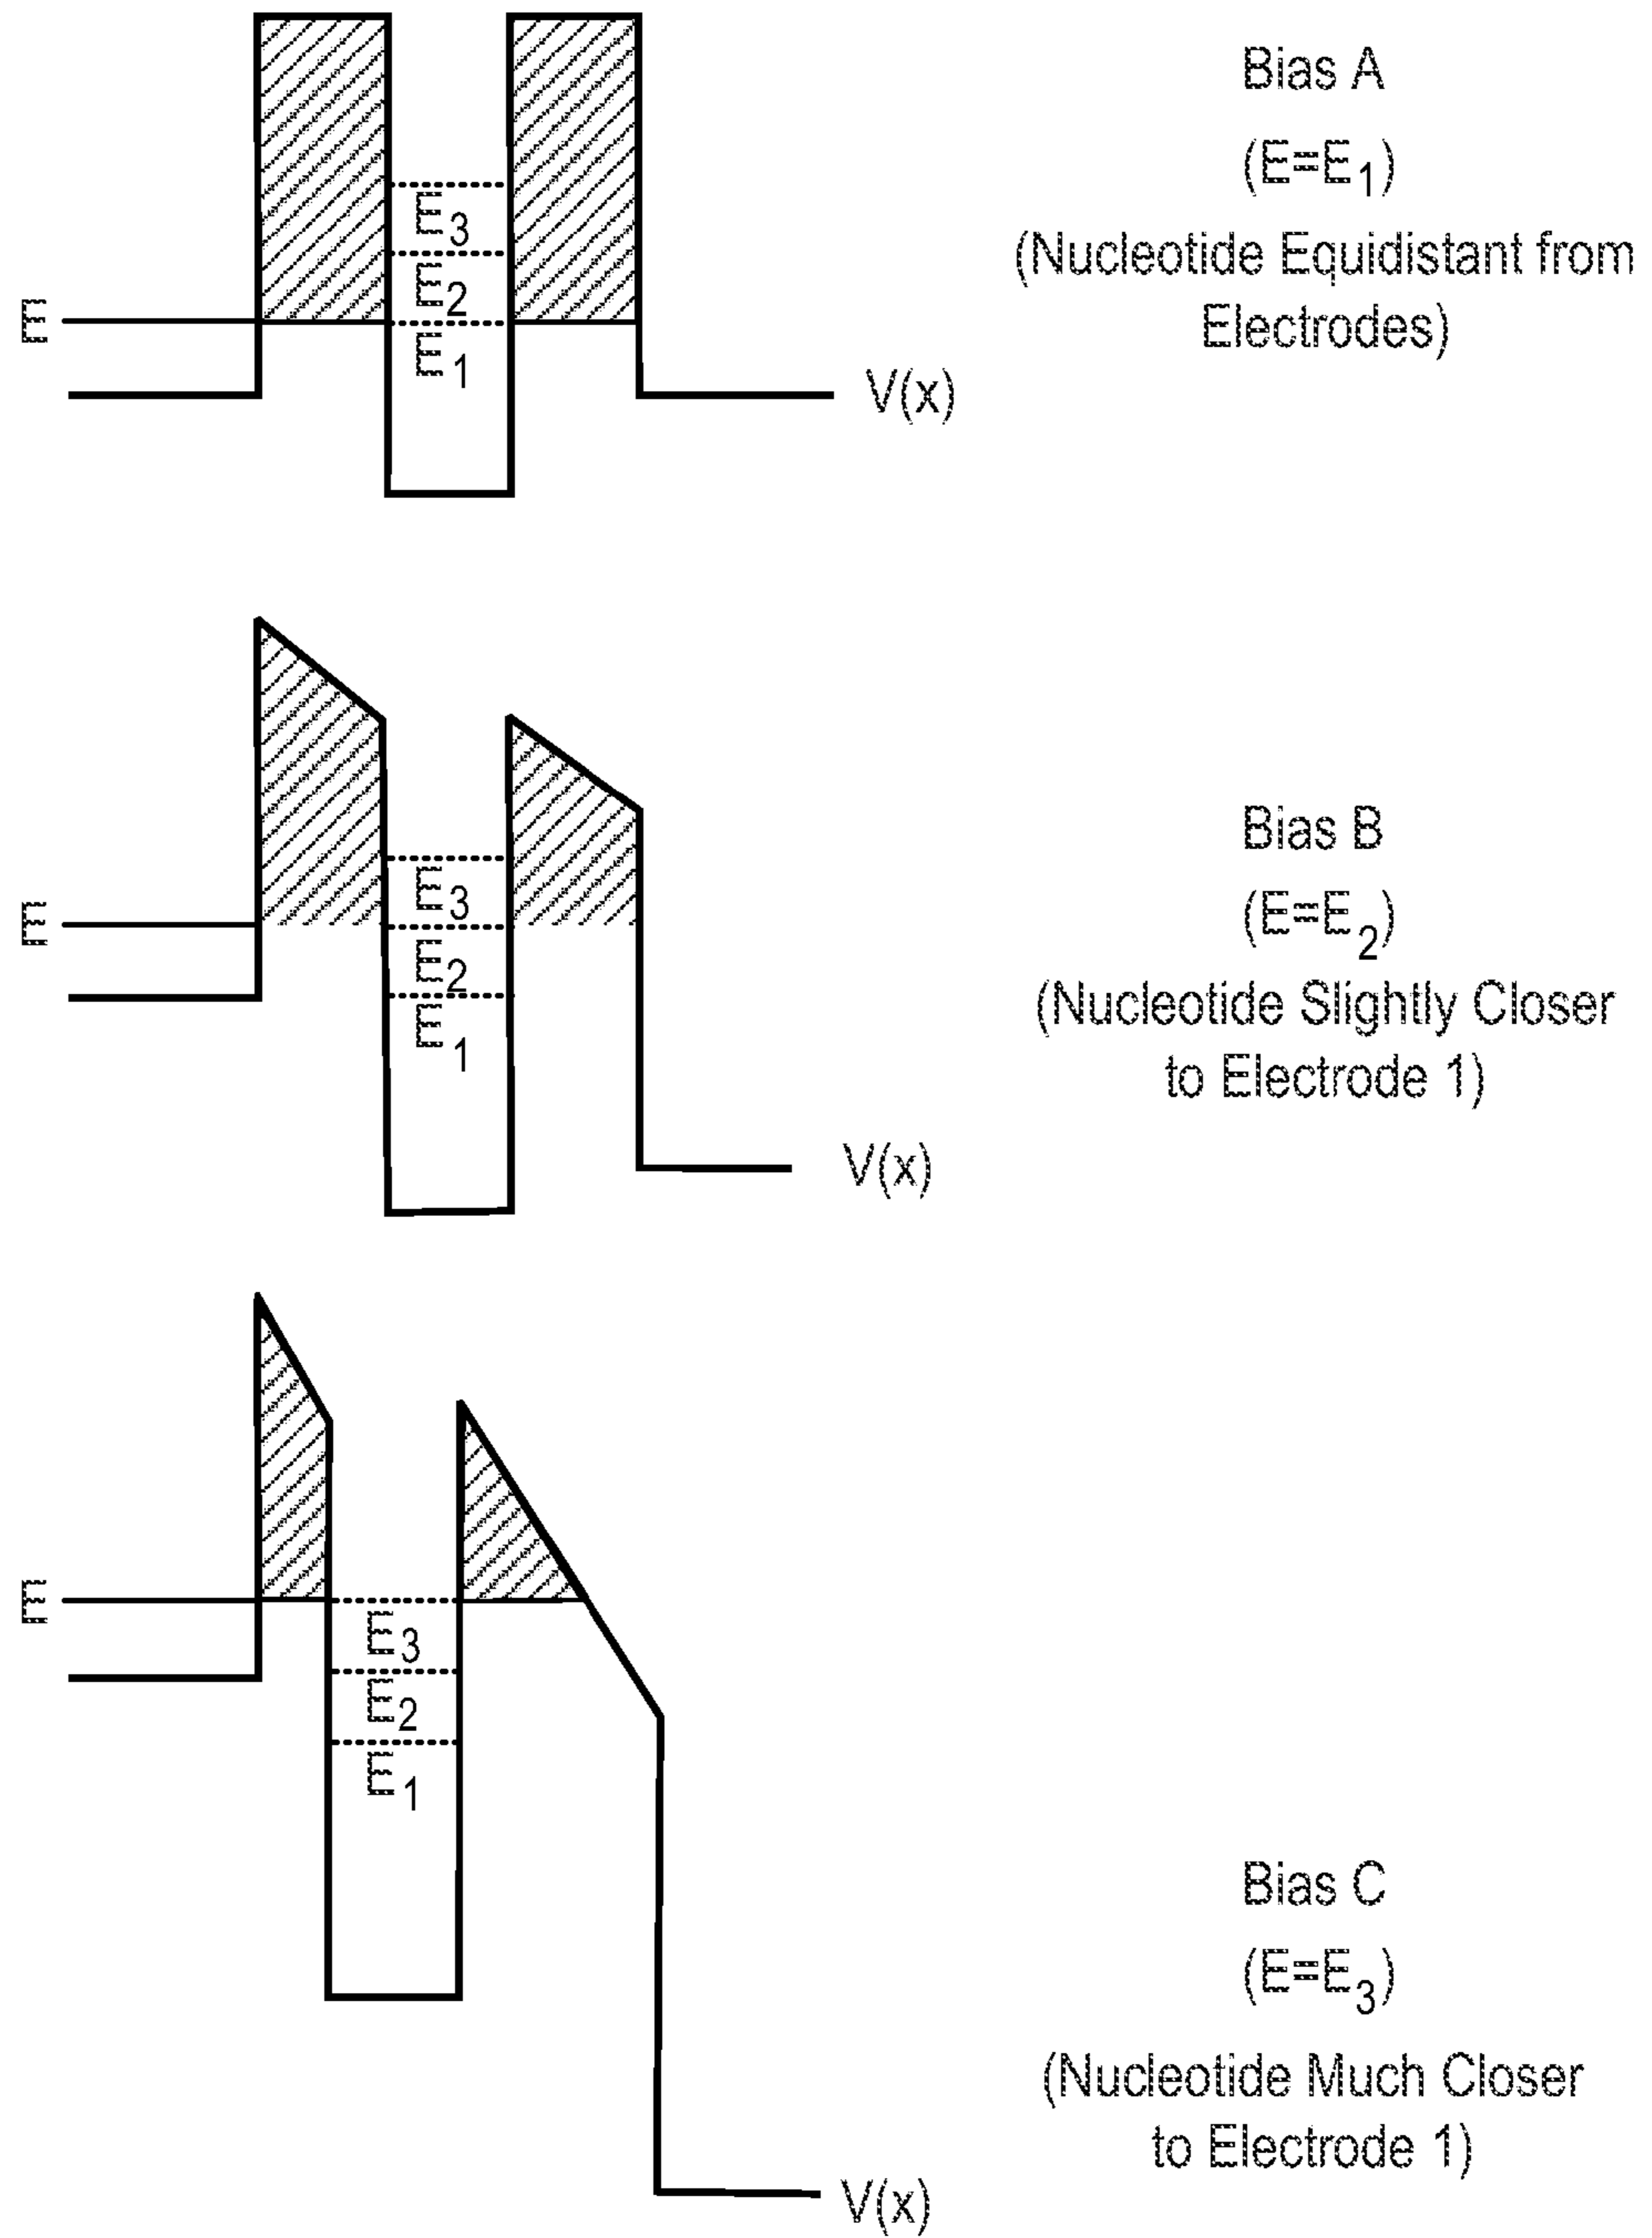 Bias A
(E=E1)
(Nucleotide Equidistant from
Electrodes)
E3
E2
E1
E
V(x)
Bias B
(E=E2)
(Nucleotide Slightly Closer
to Electrode 1)
E3
E2
E1
E
V(x)
E
E3
E2
E1
Bias C
(E=E3)
(Nucleotide Much Closer
to Electrode 1)
V(x)